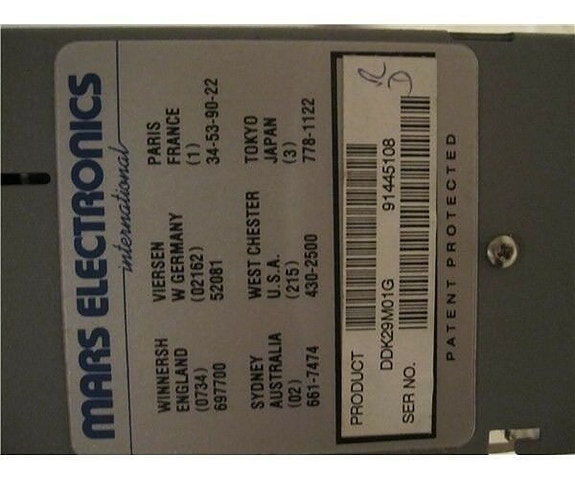 MARS ELECTRONICS
international
WINNERSH
ENGLAND
(0734)
697700
VIERSEN
W GERMANY
(02162)
52081
PARIS
FRANCE
(1)
34-53-90-22
SYDNEY
AUSTRALIA
(02)
661-7474
WEST CHESTER
U.S.A.
(215)
430-2500
TOKYO
JAPAN
(3)
778-1122
PRODUCT
DDK29M01G
SER NO. 91445108
R
D
PATENT PROTECTED